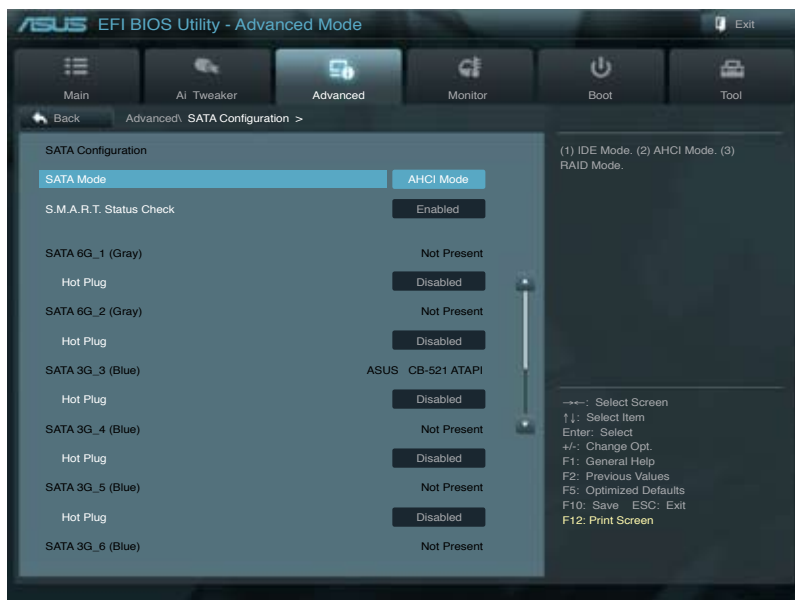 ASUS EFI BIOS Utility - Advanced Mode
Exit
Main
Ai Tweaker
Advanced
Monitor
Boot
Tool
Back
Advanced\ SATA Configuration >
SATA Configuration
SATA Mode AHCI Mode
S.M.A.R.T. Status Check Enabled
SATA 6G_1 (Gray) Not Present
Hot Plug Disabled
SATA 6G_2 (Gray) Not Present
Hot Plug Disabled
SATA 3G_3 (Blue) ASUS CB-521 ATAPI
Hot Plug Disabled
SATA 3G_4 (Blue) Not Present
Hot Plug Disabled
SATA 3G_5 (Blue) Not Present
Hot Plug Disabled
SATA 3G_6 (Blue) Not Present
(1) IDE Mode. (2) AHCI Mode. (3)
RAID Mode.
→←: Select Screen
↑↓: Select Item
Enter: Select
+/-: Change Opt.
F1: General Help
F2: Previous Values
F5: Optimized Defaults
F10: Save ESC: Exit
F12: Print Screen